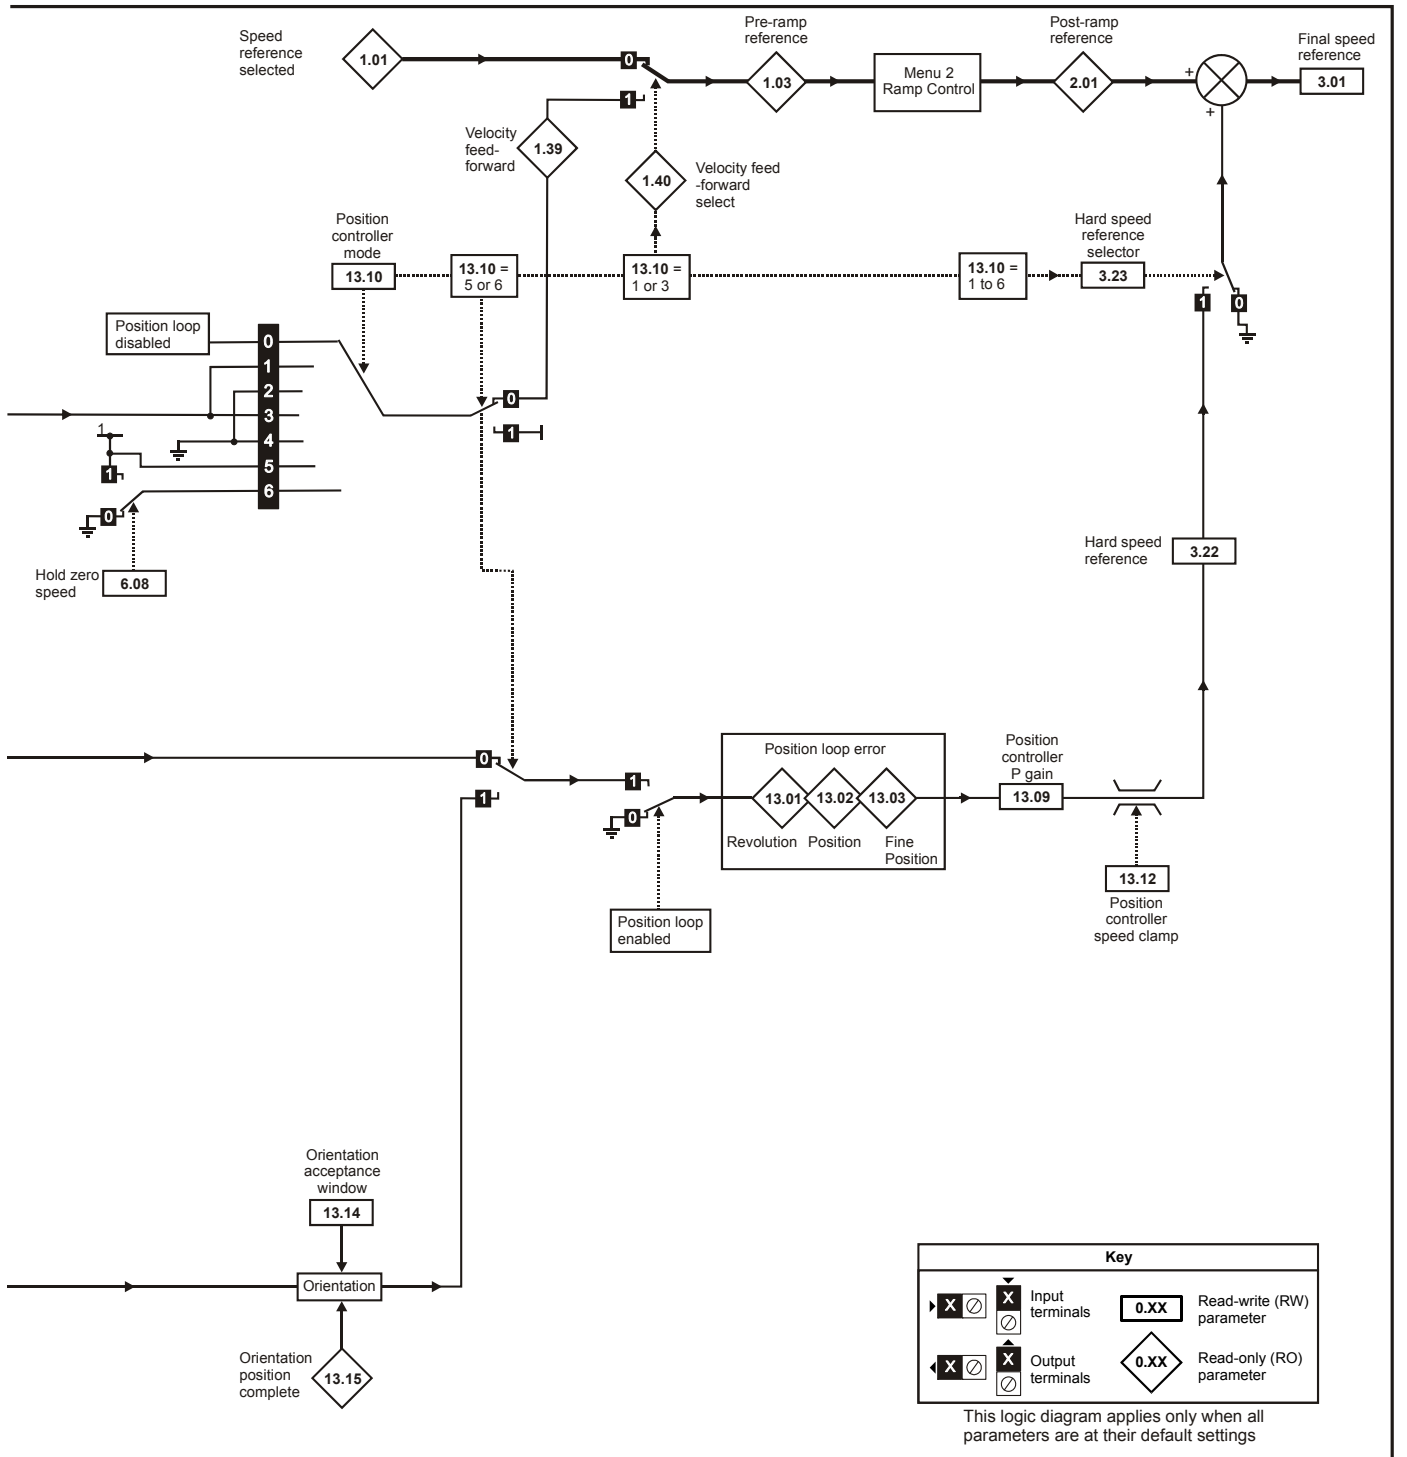 Speed
reference
selected
1.01
0
1
Pre-ramp
reference
1.03
Menu 2
Ramp Control
Post-ramp
reference
2.01
+
+
Final speed
reference
3.01
Velocity
feed-
forward
1.39
1.40
Velocity feed
-forward
select
Position
controller
mode
13.10
13.10 =
5 or 6
13.10 =
1 or 3
13.10 =
1 to 6
Hard speed
reference
selector
3.23
1
0
Position loop
disabled
0
1
2
3
4
5
6
1
1
0
0
1
Hold zero
speed
6.08
Hard speed
reference
3.22
0
1
1
0
Position loop
enabled
Position loop error
13.01
13.02
13.03
Revolution
Position
Fine
Position
Position
controller
P gain
13.09
13.12
Position
controller
speed clamp
Orientation
acceptance
window
13.14
Orientation
Orientation
position
complete
13.15
Key
X
X
Input
terminals
0.XX
Read-write (RW)
parameter
X
X
Output
terminals
0.XX
Read-only (RO)
parameter
This logic diagram applies only when all
parameters are at their default settings